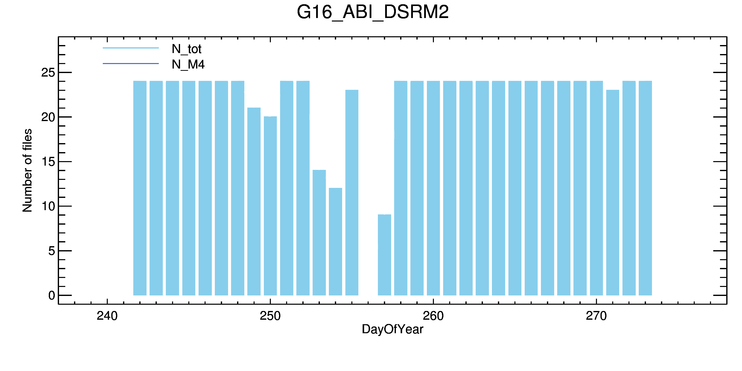 G16_ABI_DSRM2
N_tot
N_M4
25
20
15
10
5
0
Number of files
240 250 260 270
DayOfYear